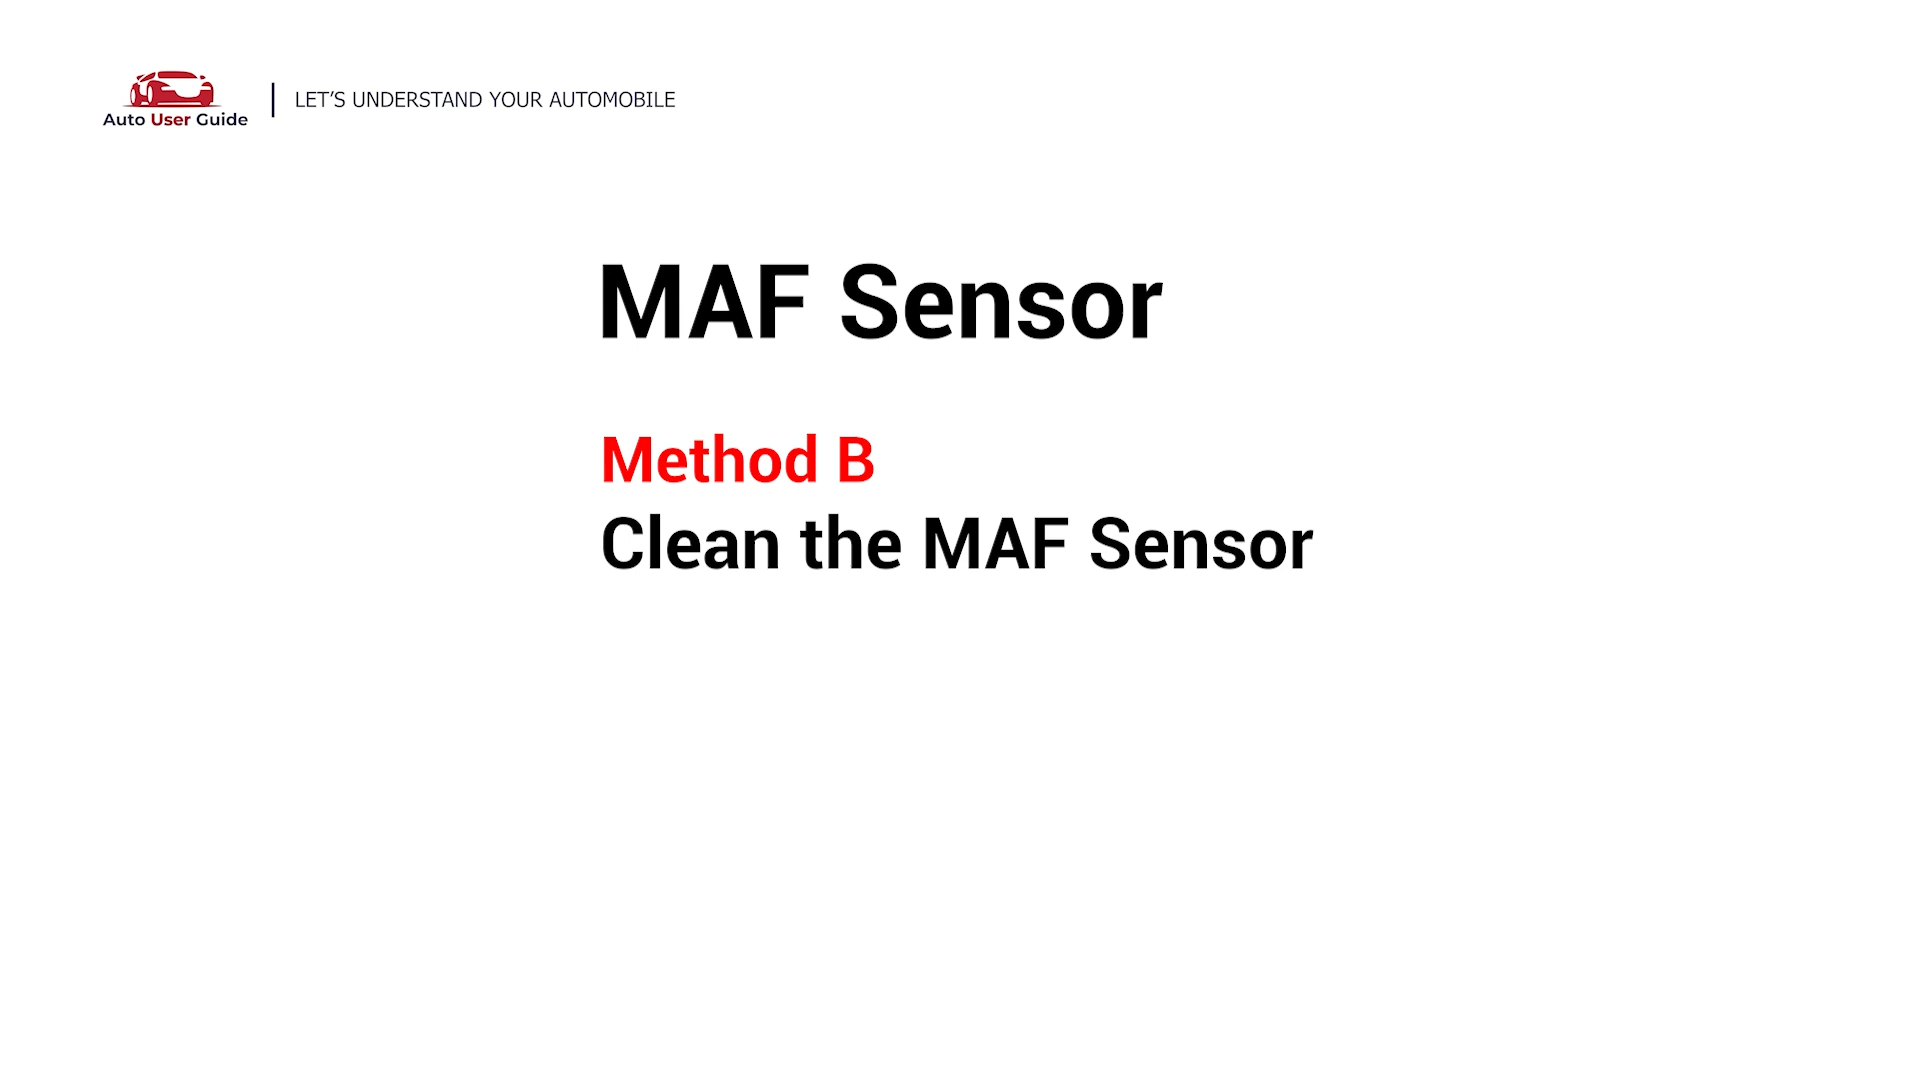 Auto User Guide
LET'S UNDERSTAND YOUR AUTOMOBILE
MAF Sensor
Method B
Clean the MAF Sensor